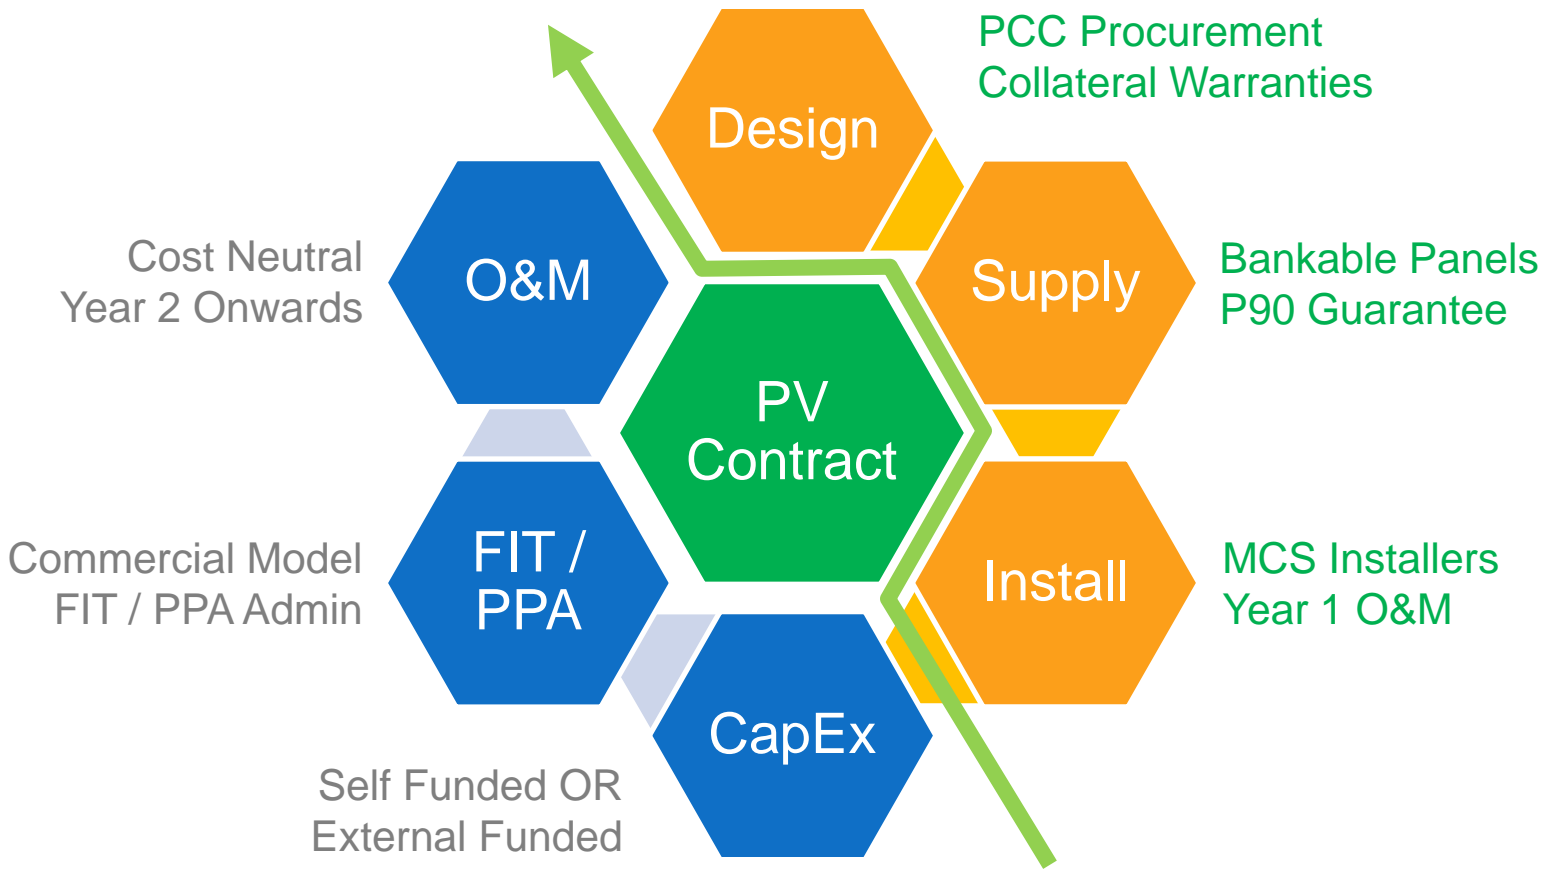 PCC Procurement
Collateral Warranties
Design
Supply
Bankable Panels
P90 Guarantee
Cost Neutral
Year 2 Onwards
O&M
PV
Contract
Install
MCS Installers
Year 1 O&M
Commercial Model
FIT / PPA Admin
FIT /
PPA
CapEx
Self Funded OR
External Funded